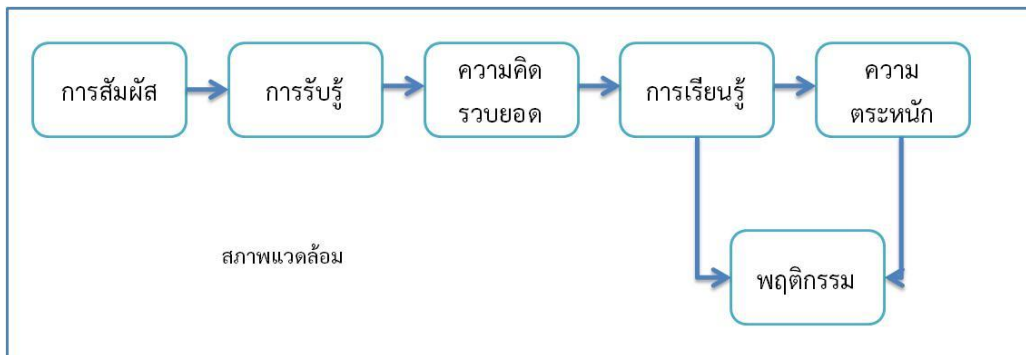 การสัมผัส
การรับรู้
ความคิด
รวบยอด
การเรียนรู้
ความ
ตระหนัก
สภาพแวดล้อม
พฤติกรรม